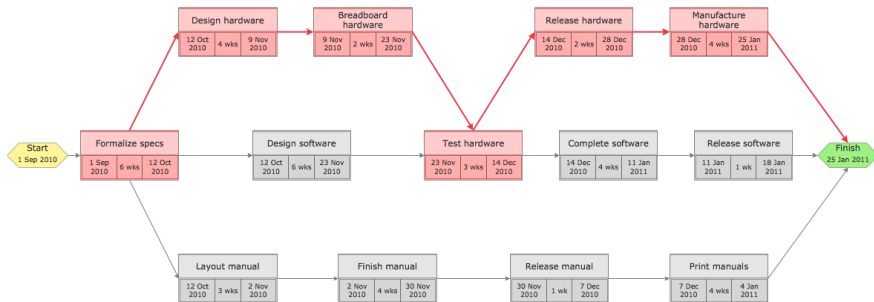 Design hardware
12 Oct 2010
4 wks
9 Nov 2010
Breadboard hardware
9 Nov 2010
2 wks
23 Nov 2010
Release hardware
14 Dec 2010
2 wks
28 Dec 2010
Manufacture hardware
28 Dec 2010
4 wks
25 Jan 2011
Start
1 Sep 2010
Formalize specs
1 Sep 2010
6 wks
12 Oct 2010
Design software
12 Oct 2010
6 wks
23 Nov 2010
Test hardware
23 Nov 2010
3 wks
14 Dec 2010
Complete software
14 Dec 2010
4 wks
11 Jan 2011
Release software
11 Jan 2011
1 wk
18 Jan 2011
Finish
25 Jan 2011
Layout manual
12 Oct 2010
3 wks
2 Nov 2010
Finish manual
2 Nov 2010
4 wks
30 Nov 2010
Release manual
30 Nov 2010
1 wk
7 Dec 2010
Print manuals
7 Dec 2010
4 wks
4 Jan 2011